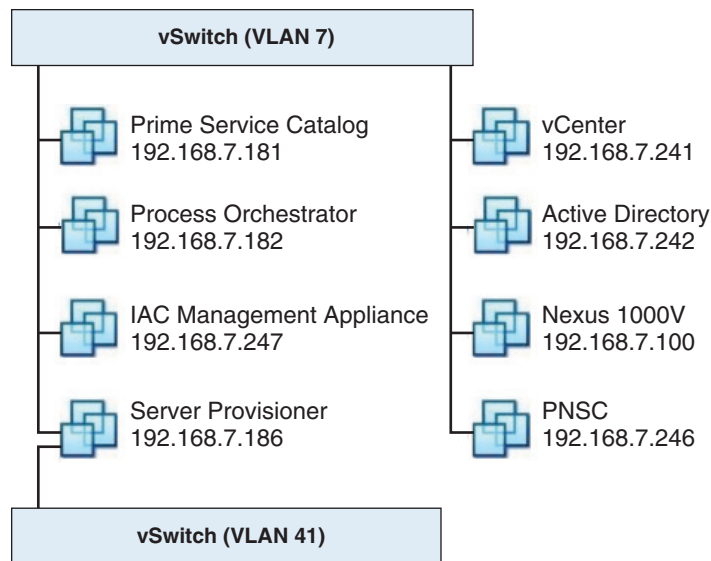 vSwitch (VLAN 7)
Prime Service Catalog
192.168.7.181
vCenter
192.168.7.241
Process Orchestrator
192.168.7.182
Active Directory
192.168.7.242
IAC Management Appliance
192.168.7.247
Nexus 1000V
192.168.7.100
Server Provisioner
192.168.7.186
PNSC
192.168.7.246
vSwitch (VLAN 41)